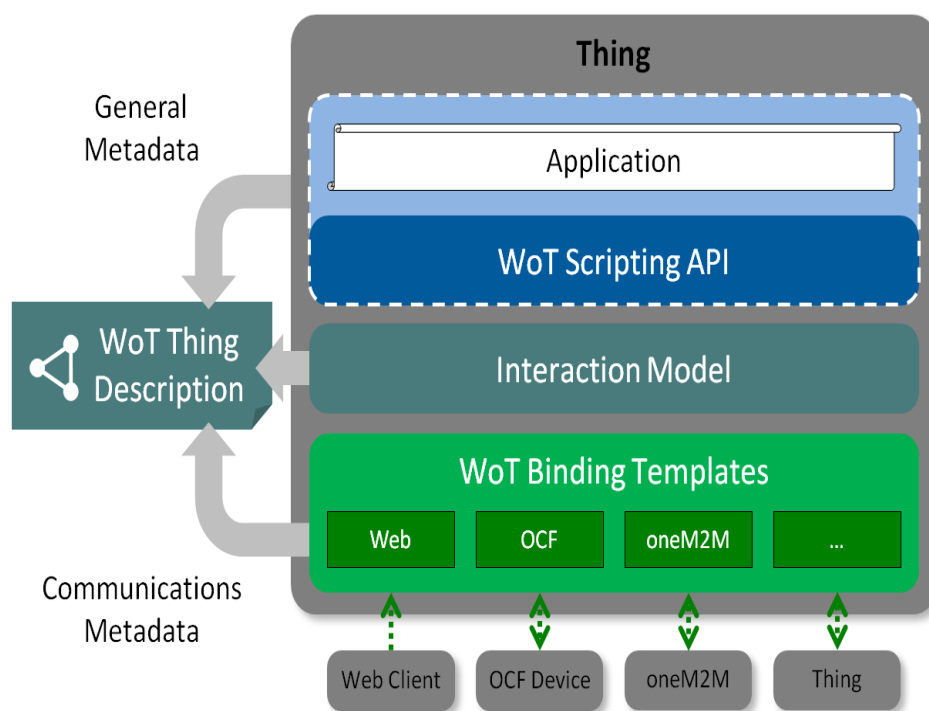 Thing
General
Metadata
Application
WoT Scripting API
WoT Thing
Description
Interaction Model
WoT Binding Templates
Web
OCF
oneM2M
...
Communications
Metadata
Web Client
OCF Device
oneM2M
Thing